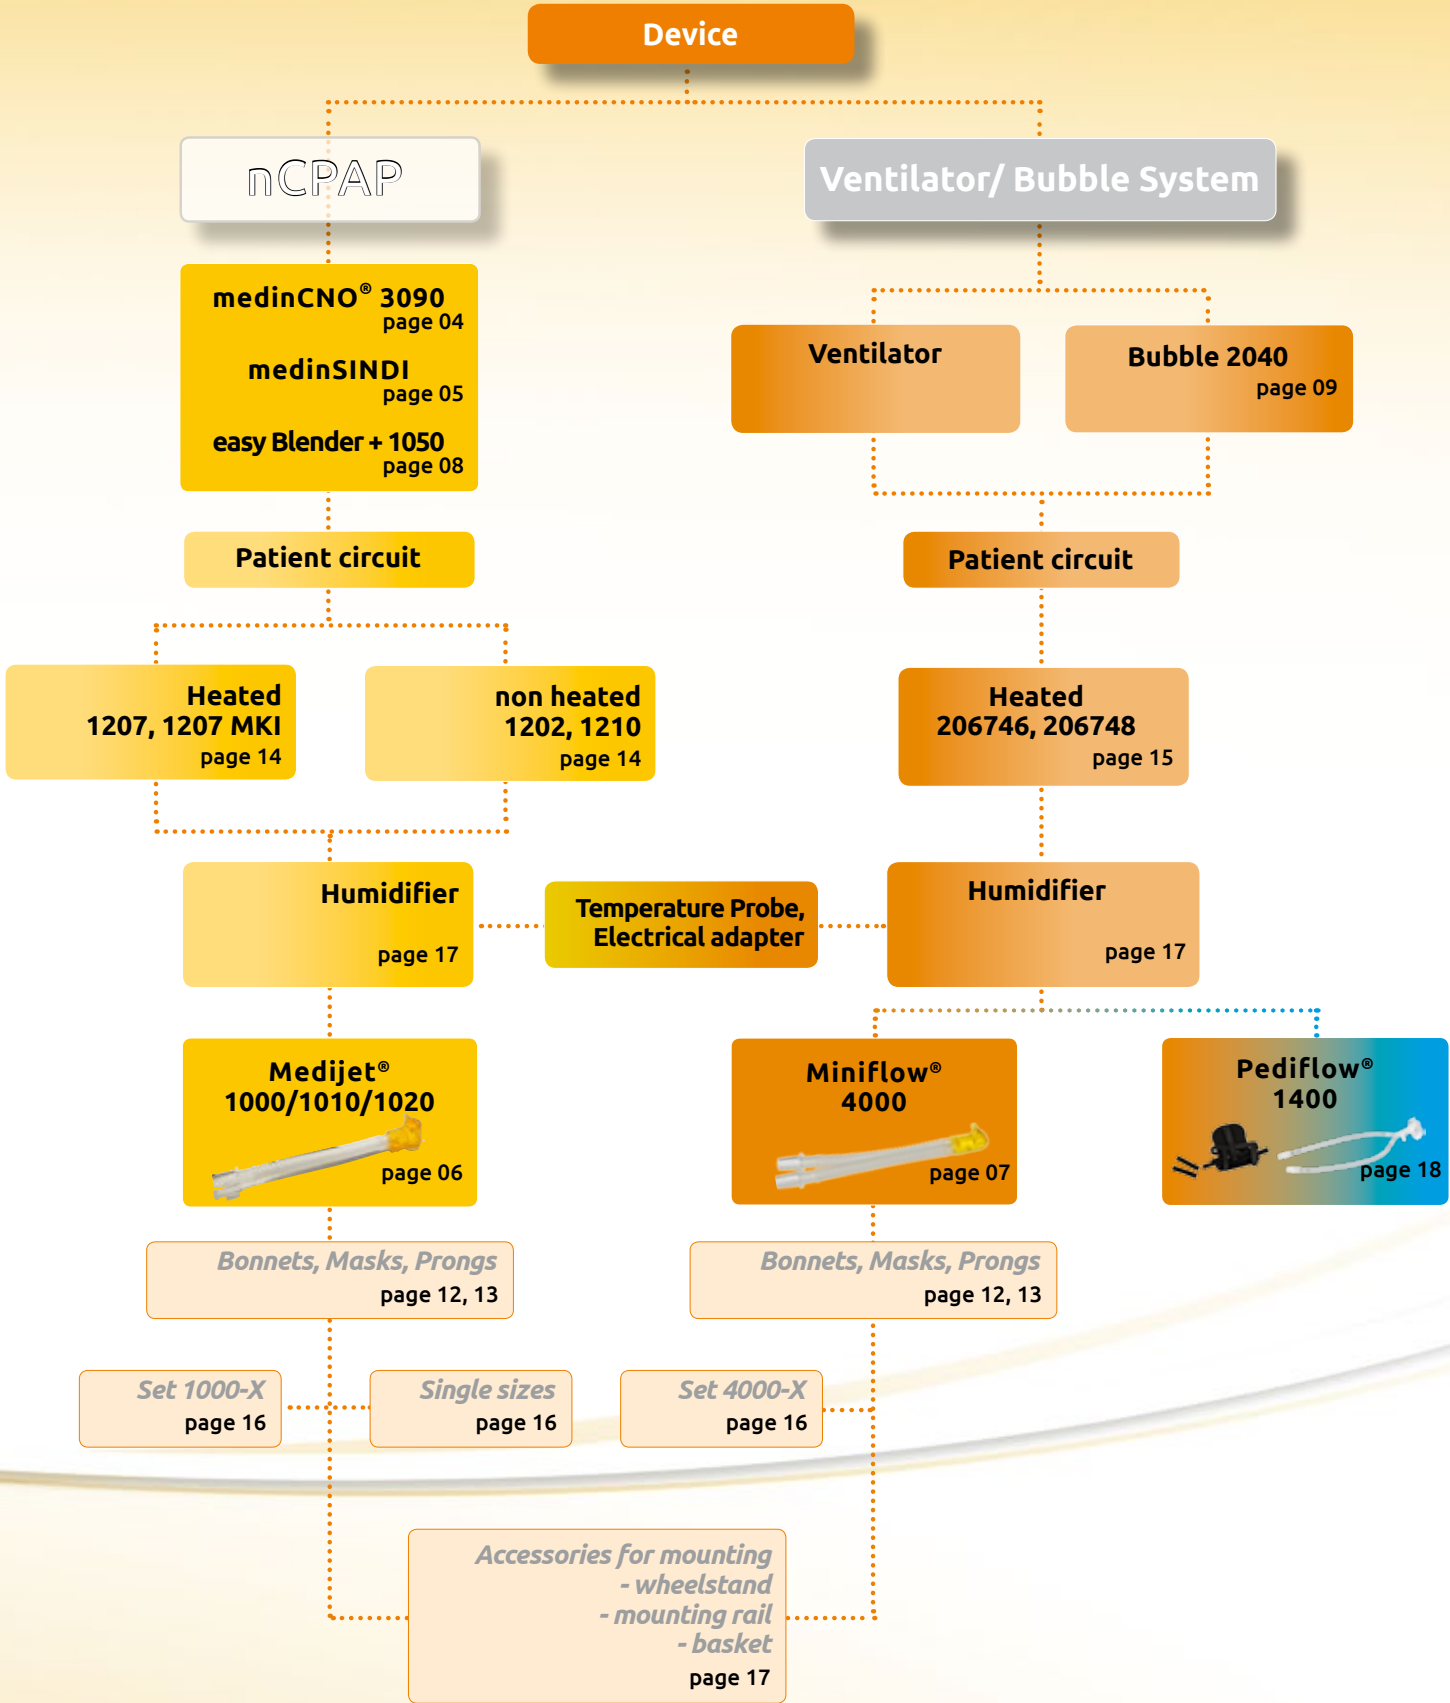 Device
nCPAP
Ventilator/ Bubble System
medinCNO® 3090
page 04
medinSINDI
page 05
easy Blender + 1050
page 08
Ventilator
Bubble 2040
page 09
Patient circuit
Patient circuit
Heated
1207, 1207 MKI
page 14
non heated
1202, 1210
page 14
Heated
206746, 206748
page 15
Humidifier
page 17
Temperature Probe,
Electrical adapter
Humidifier
page 17
Medijet®
1000/1010/1020
page 06
Miniflow®
4000
page 07
Pediflow®
1400
page 18
Bonnets, Masks, Prongs
page 12, 13
Bonnets, Masks, Prongs
page 12, 13
Set 1000-X
page 16
Single sizes
page 16
Set 4000-X
page 16
Accessories for mounting
- wheelstand
- mounting rail
- basket
page 17